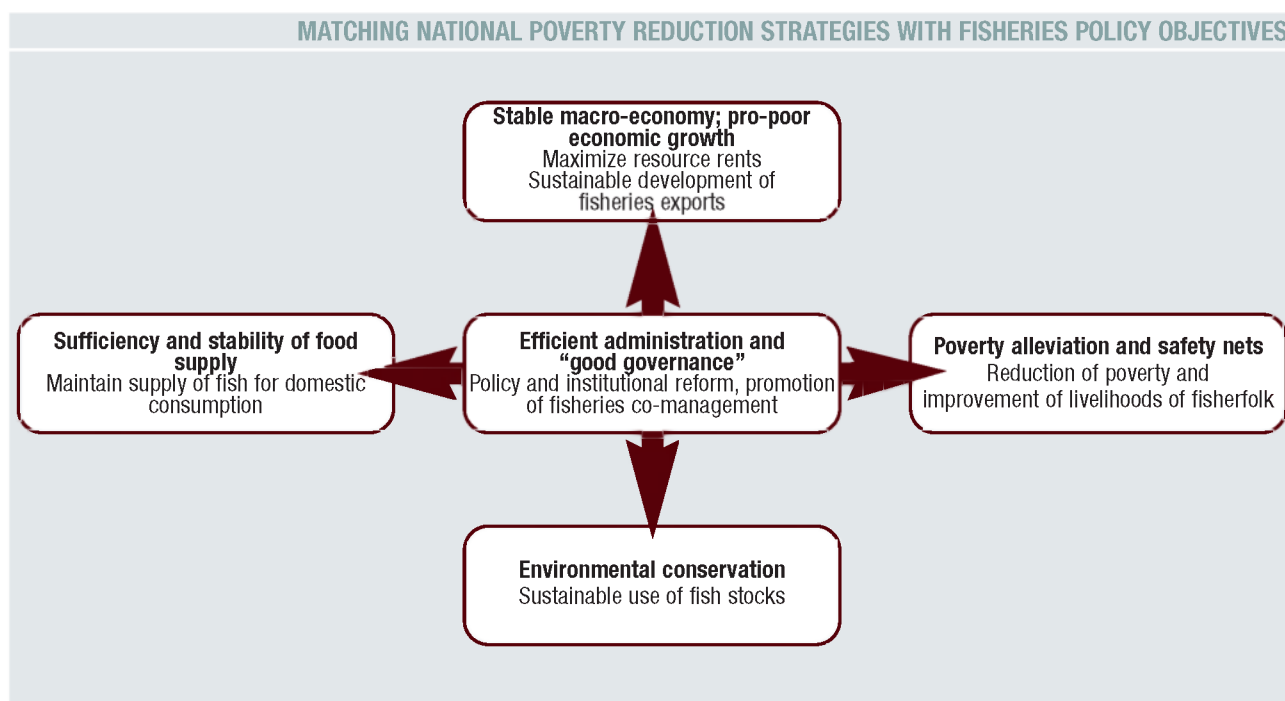 MATCHING NATIONAL POVERTY REDUCTION STRATEGIES WITH FISHERIES POLICY OBJECTIVES
Stable macro-economy; pro-poor
economic growth
Maximize resource rents
Sustainable development of
fisheries exports
Sufficiency and stability of food
supply
Maintain supply of fish for domestic
consumption
Efficient administration and
“good governance”
Policy and institutional reform, promotion
of fisheries co-management
Poverty alleviation and safety nets
Reduction of poverty and
improvement of livelihoods of fisherfolk
Environmental conservation
Sustainable use of fish stocks